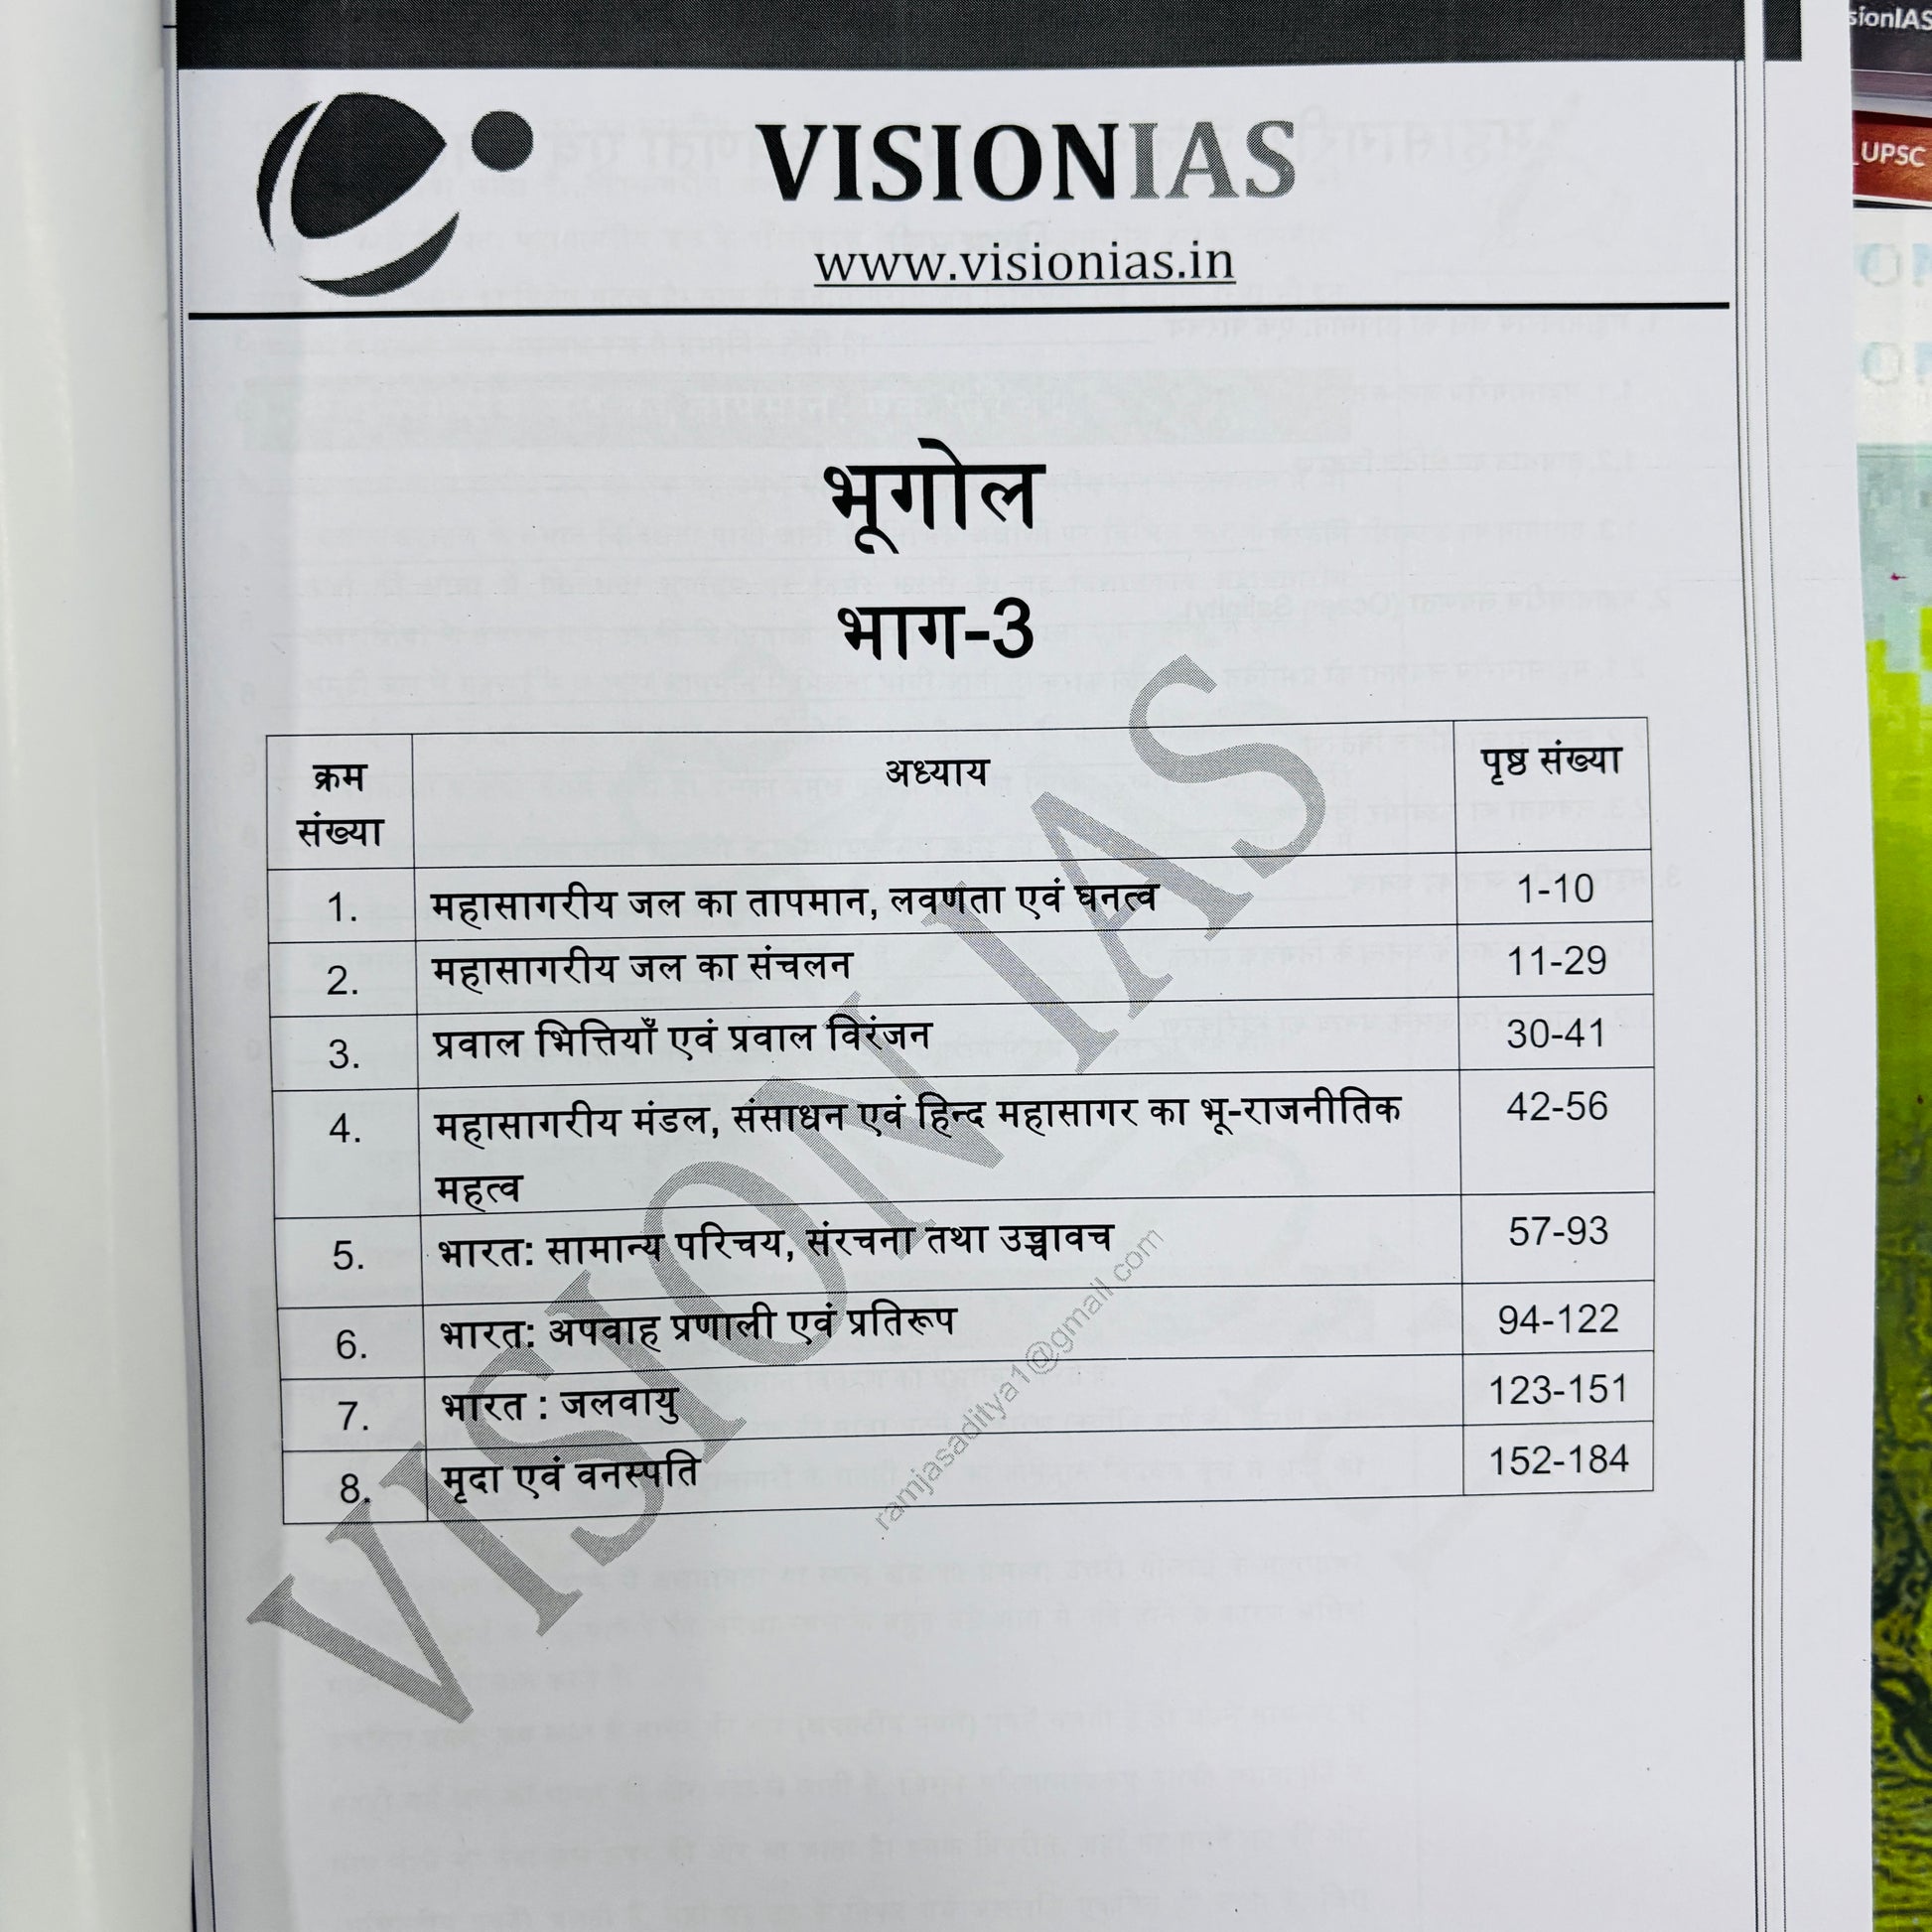 sionIAS
UPSC
VISIONIAS
www.visionias.in
भूगोल
भाग-3
क्रम संख्या अध्याय पृष्ठ संख्या
1. महासागरीय जल का तापमान, लवणता एवं घनत्व 1-10
2. महासागरीय जल का संचलन 11-29
3. प्रवाल भित्तियाँ एवं प्रवाल विरंजन 30-41
4. महासागरीय मंडल, संसाधन एवं हिन्द महासागर का भू-राजनीतिक 42-56
महत्व
5. भारत: सामान्य परिचय, संरचना तथा उच्चावच 57-93
6. भारत: अपवाह प्रणाली एवं प्रतिरूप 94-122
7. भारत : जलवायु 123-151
8. मृदा एवं वनस्पति 152-184
VISION IAS
ramjasaditya1@gmail.com